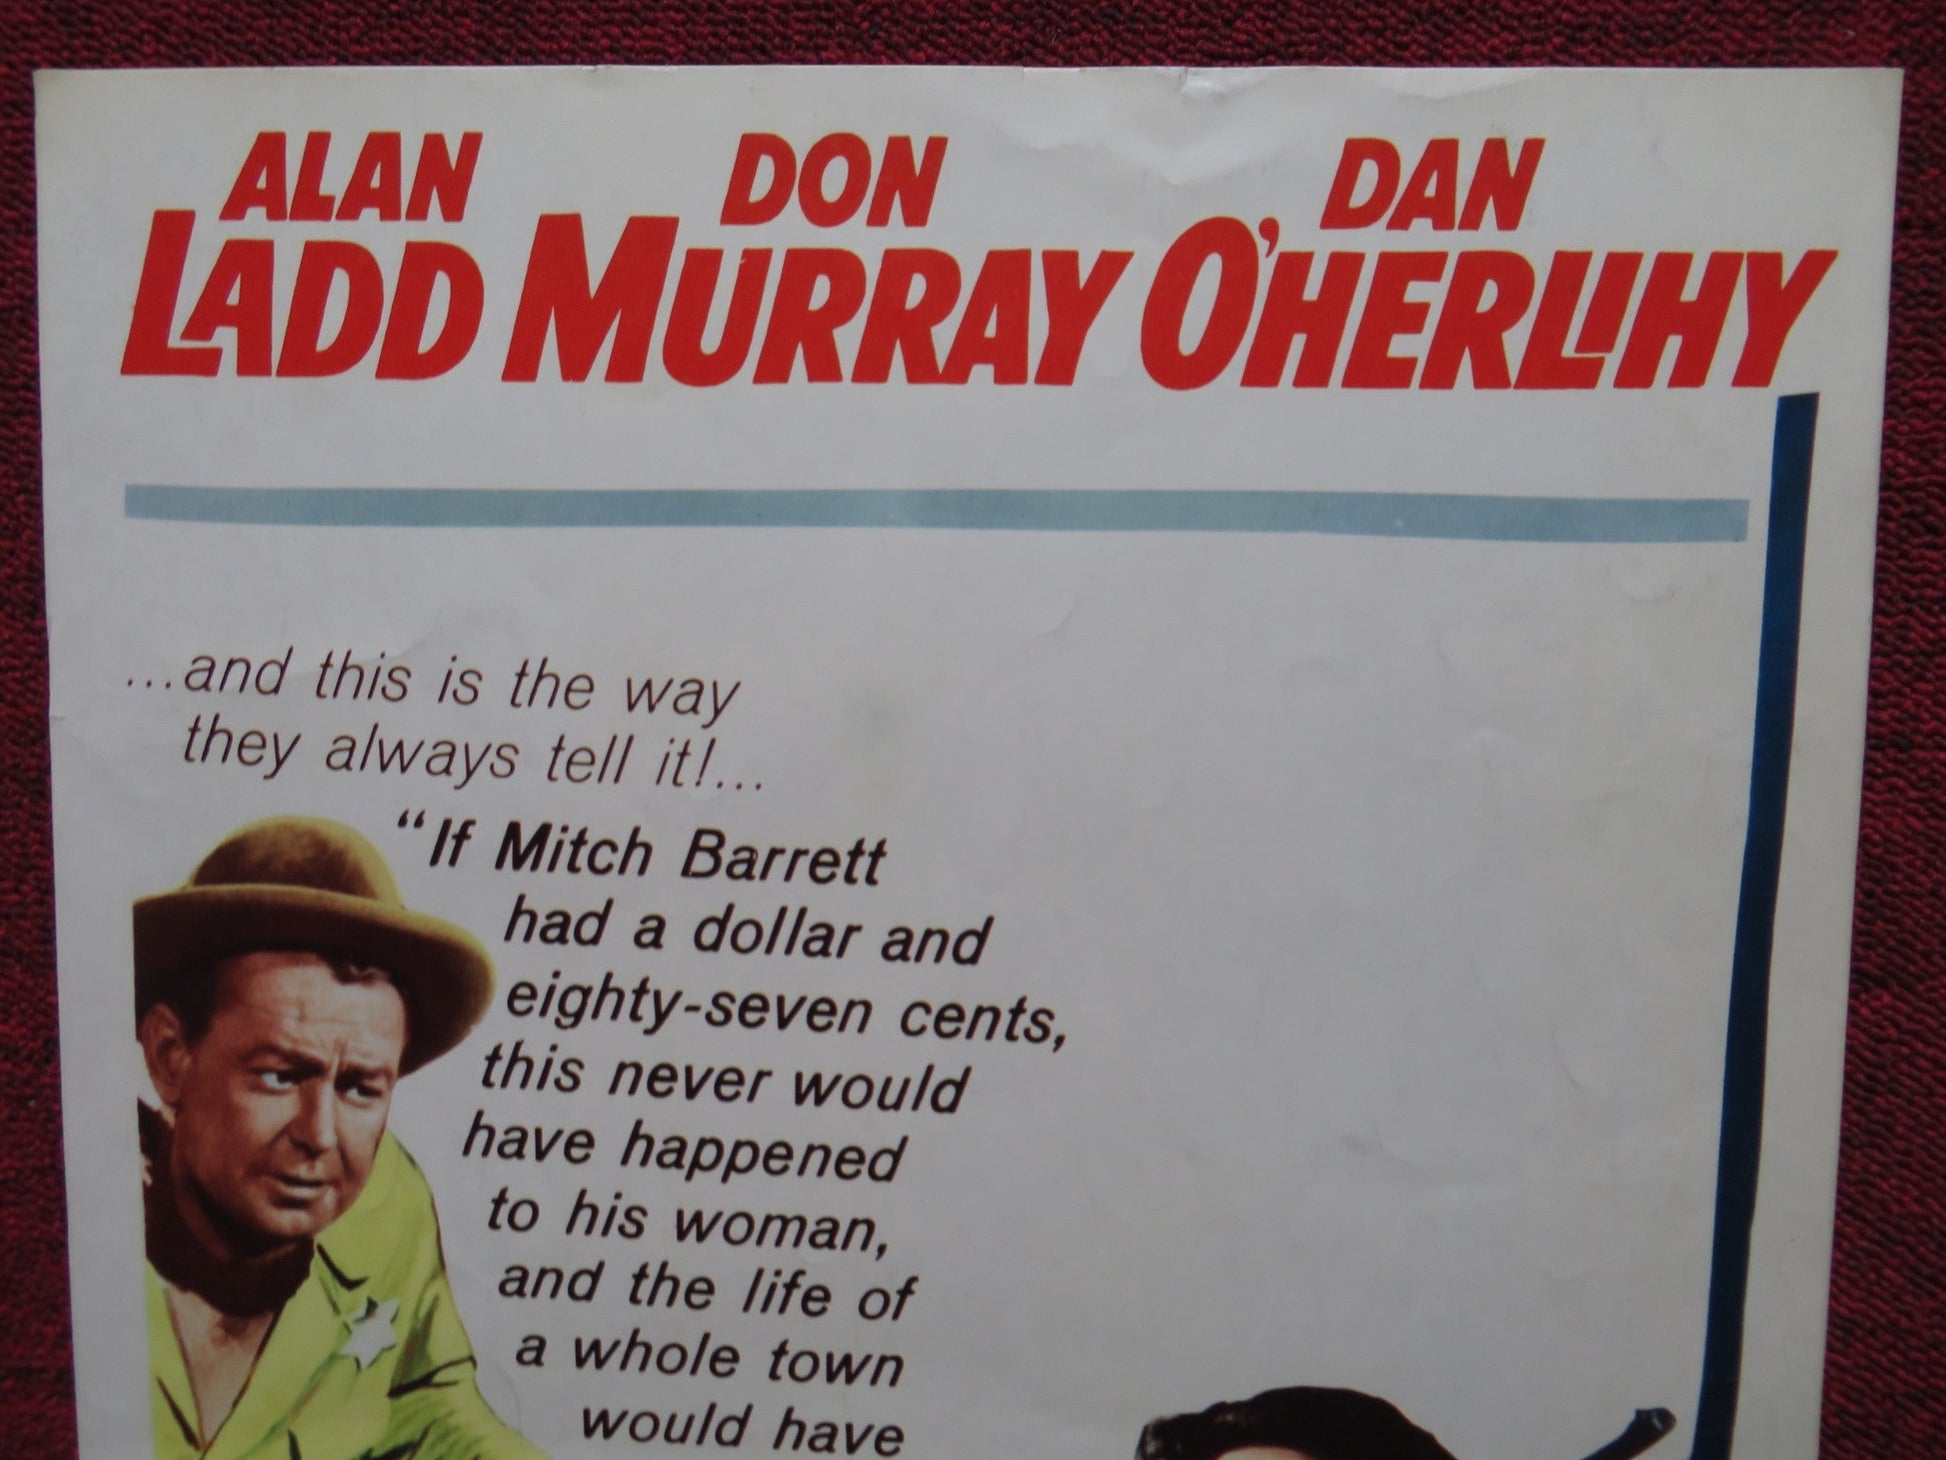 ALAN DON DAN
LADD MURRAY O'HERLIHY
...and this is the way
they always tell it!...
"If Mitch Barrett
had a dollar and
eighty-seven cents,
this never would
have happened
to his woman,
and the life of
a whole town
would have